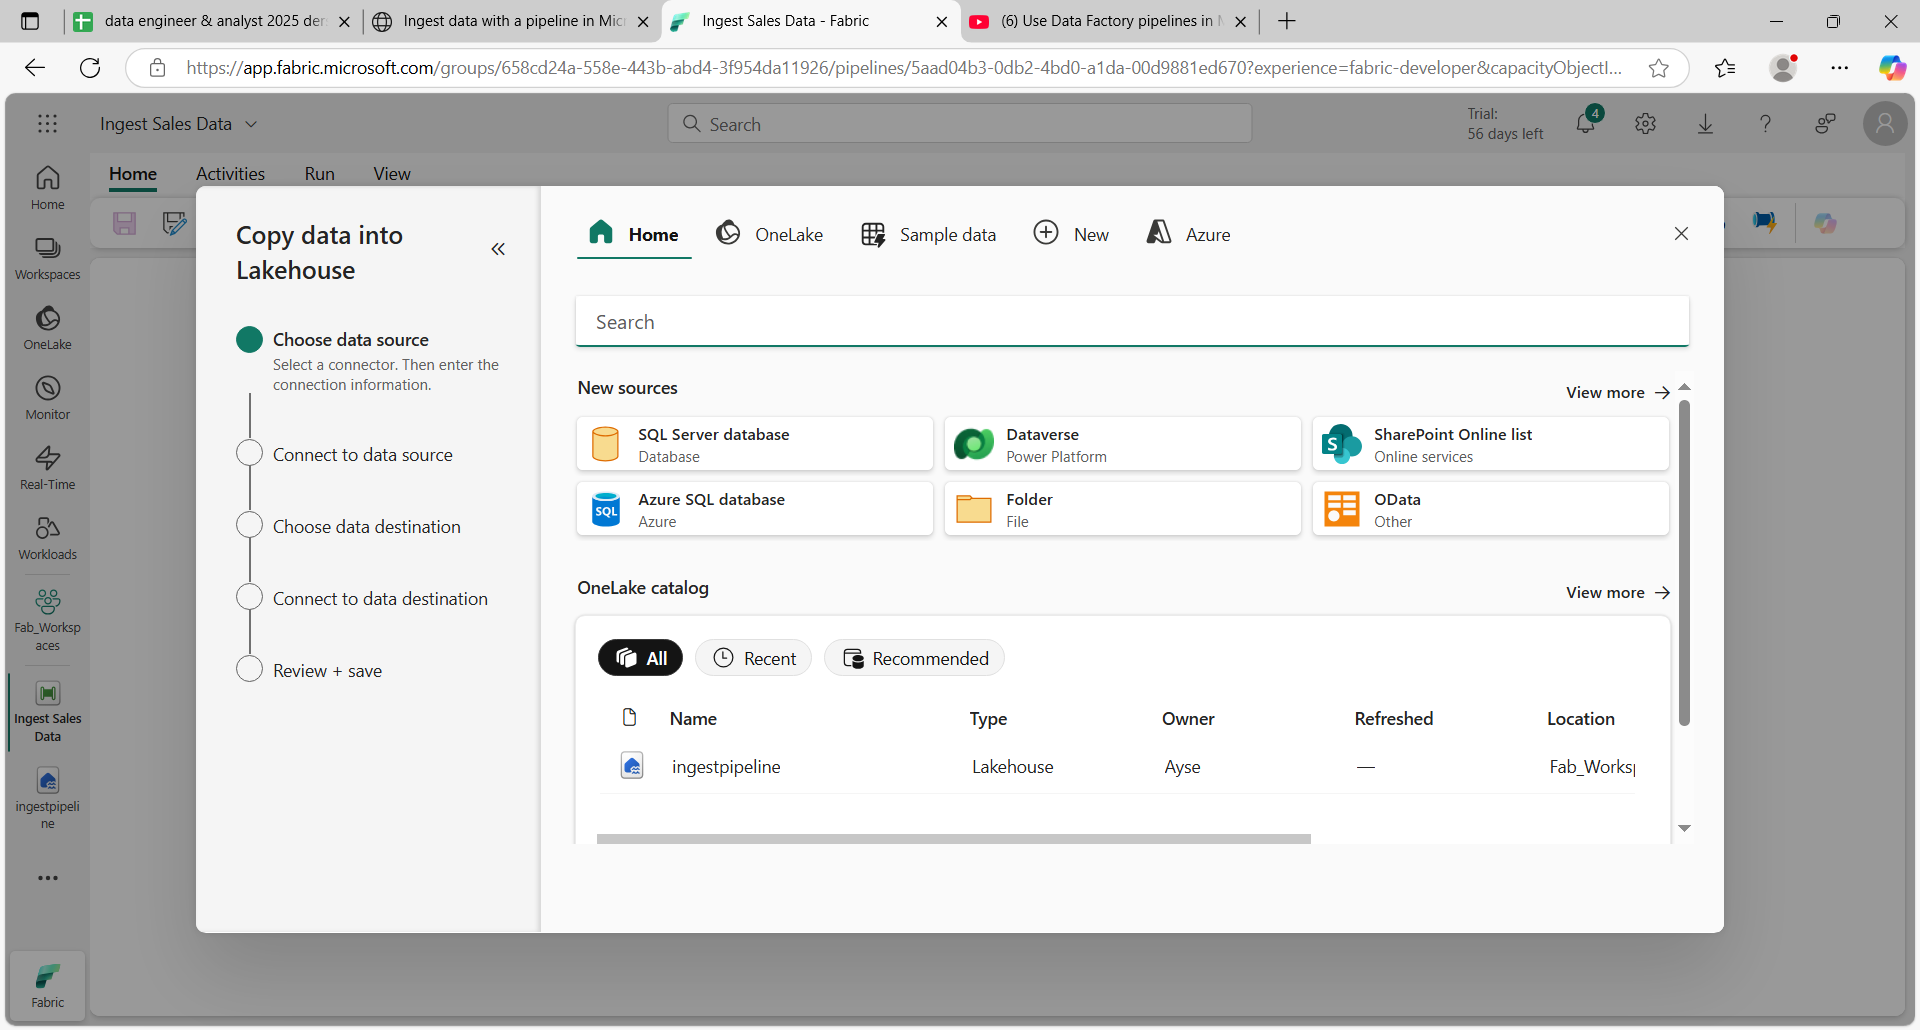 data engineer & analyst 2025 der
Ingest data with a pipeline in Micr
Ingest Sales Data - Fabric
(6) Use Data Factory pipelines in M
https://app.fabric.microsoft.com/groups/658cd24a-558e-443b-abd4-3f954da11926/pipelines/5aad04b3-0db2-4bd0-a1da-00d9881ed670?experience=fabric-developer&capacityObjectI...
Ingest Sales Data
Search
Trial:
56 days left
4
Home
Activities
Run
View
Home
Workspaces
OneLake
Monitor
Real-Time
Workloads
Fab_Worksp
aces
Ingest Sales
Data
ingestpipeli
ne
Fabric
Copy data into
Lakehouse
Choose data source
Select a connector. Then enter the
connection information.
Connect to data source
Choose data destination
Connect to data destination
Review + save
Home
OneLake
Sample data
New
Azure
Search
New sources
View more
SQL Server database
Database
Dataverse
Power Platform
S
SharePoint Online list
Online services
SQL
Azure SQL database
Azure
Folder
File
OData
Other
OneLake catalog
View more
All
Recent
Recommended
Name Type Owner Refreshed Location
ingestpipeline Lakehouse Ayse — Fab_Worksp